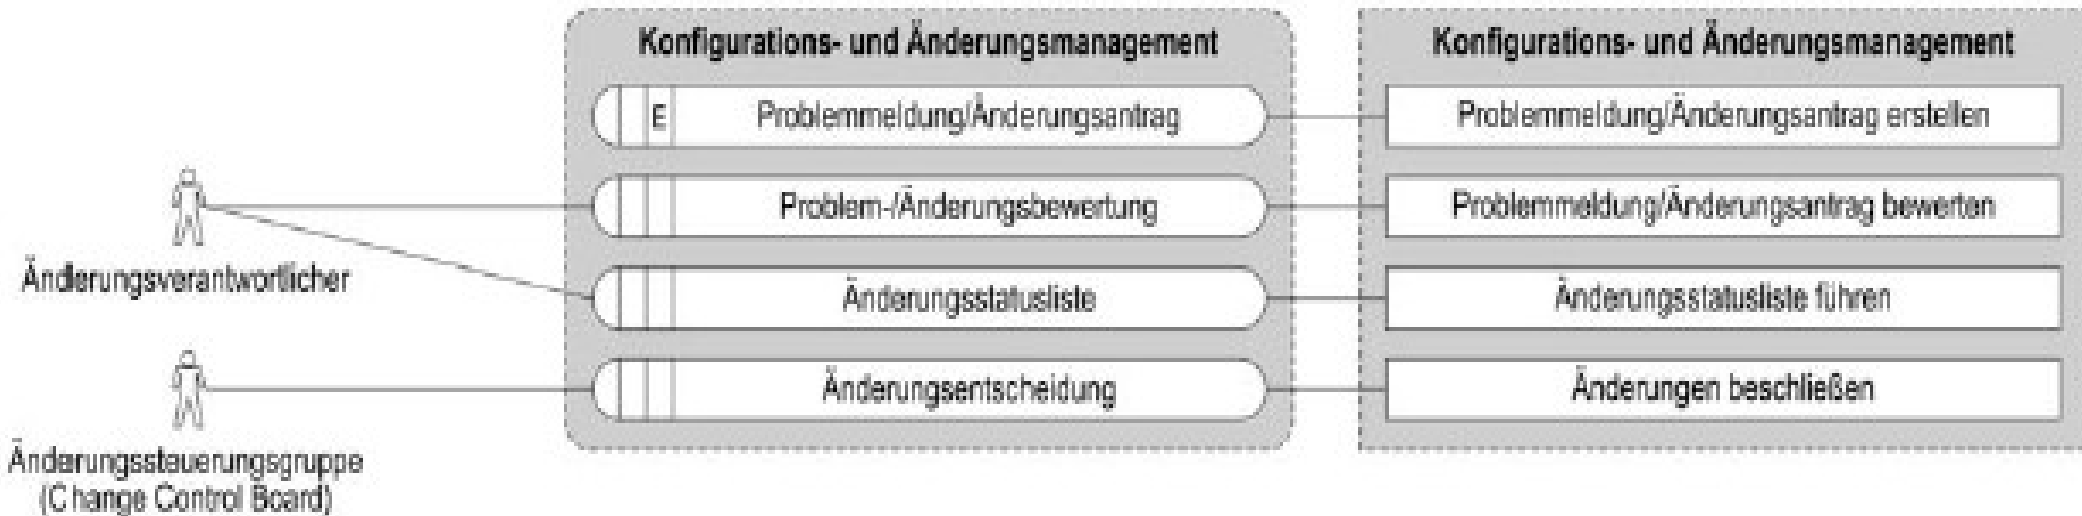 Konfigurations- und Änderungsmanagement
E
Problemmeldung/Änderungsantrag
Problem-/Änderungsbewertung
Änderungsstatusliste
Änderungsentscheidung
Konfigurations- und Änderungsmanagement
Problemmeldung/Änderungsantrag erstellen
Problemmeldung/Änderungsantrag bewerten
Änderungsstatusliste führen
Änderungen beschließen
Änderungsverantwortlicher
Änderungssteuerungsgruppe
(Change Control Board)